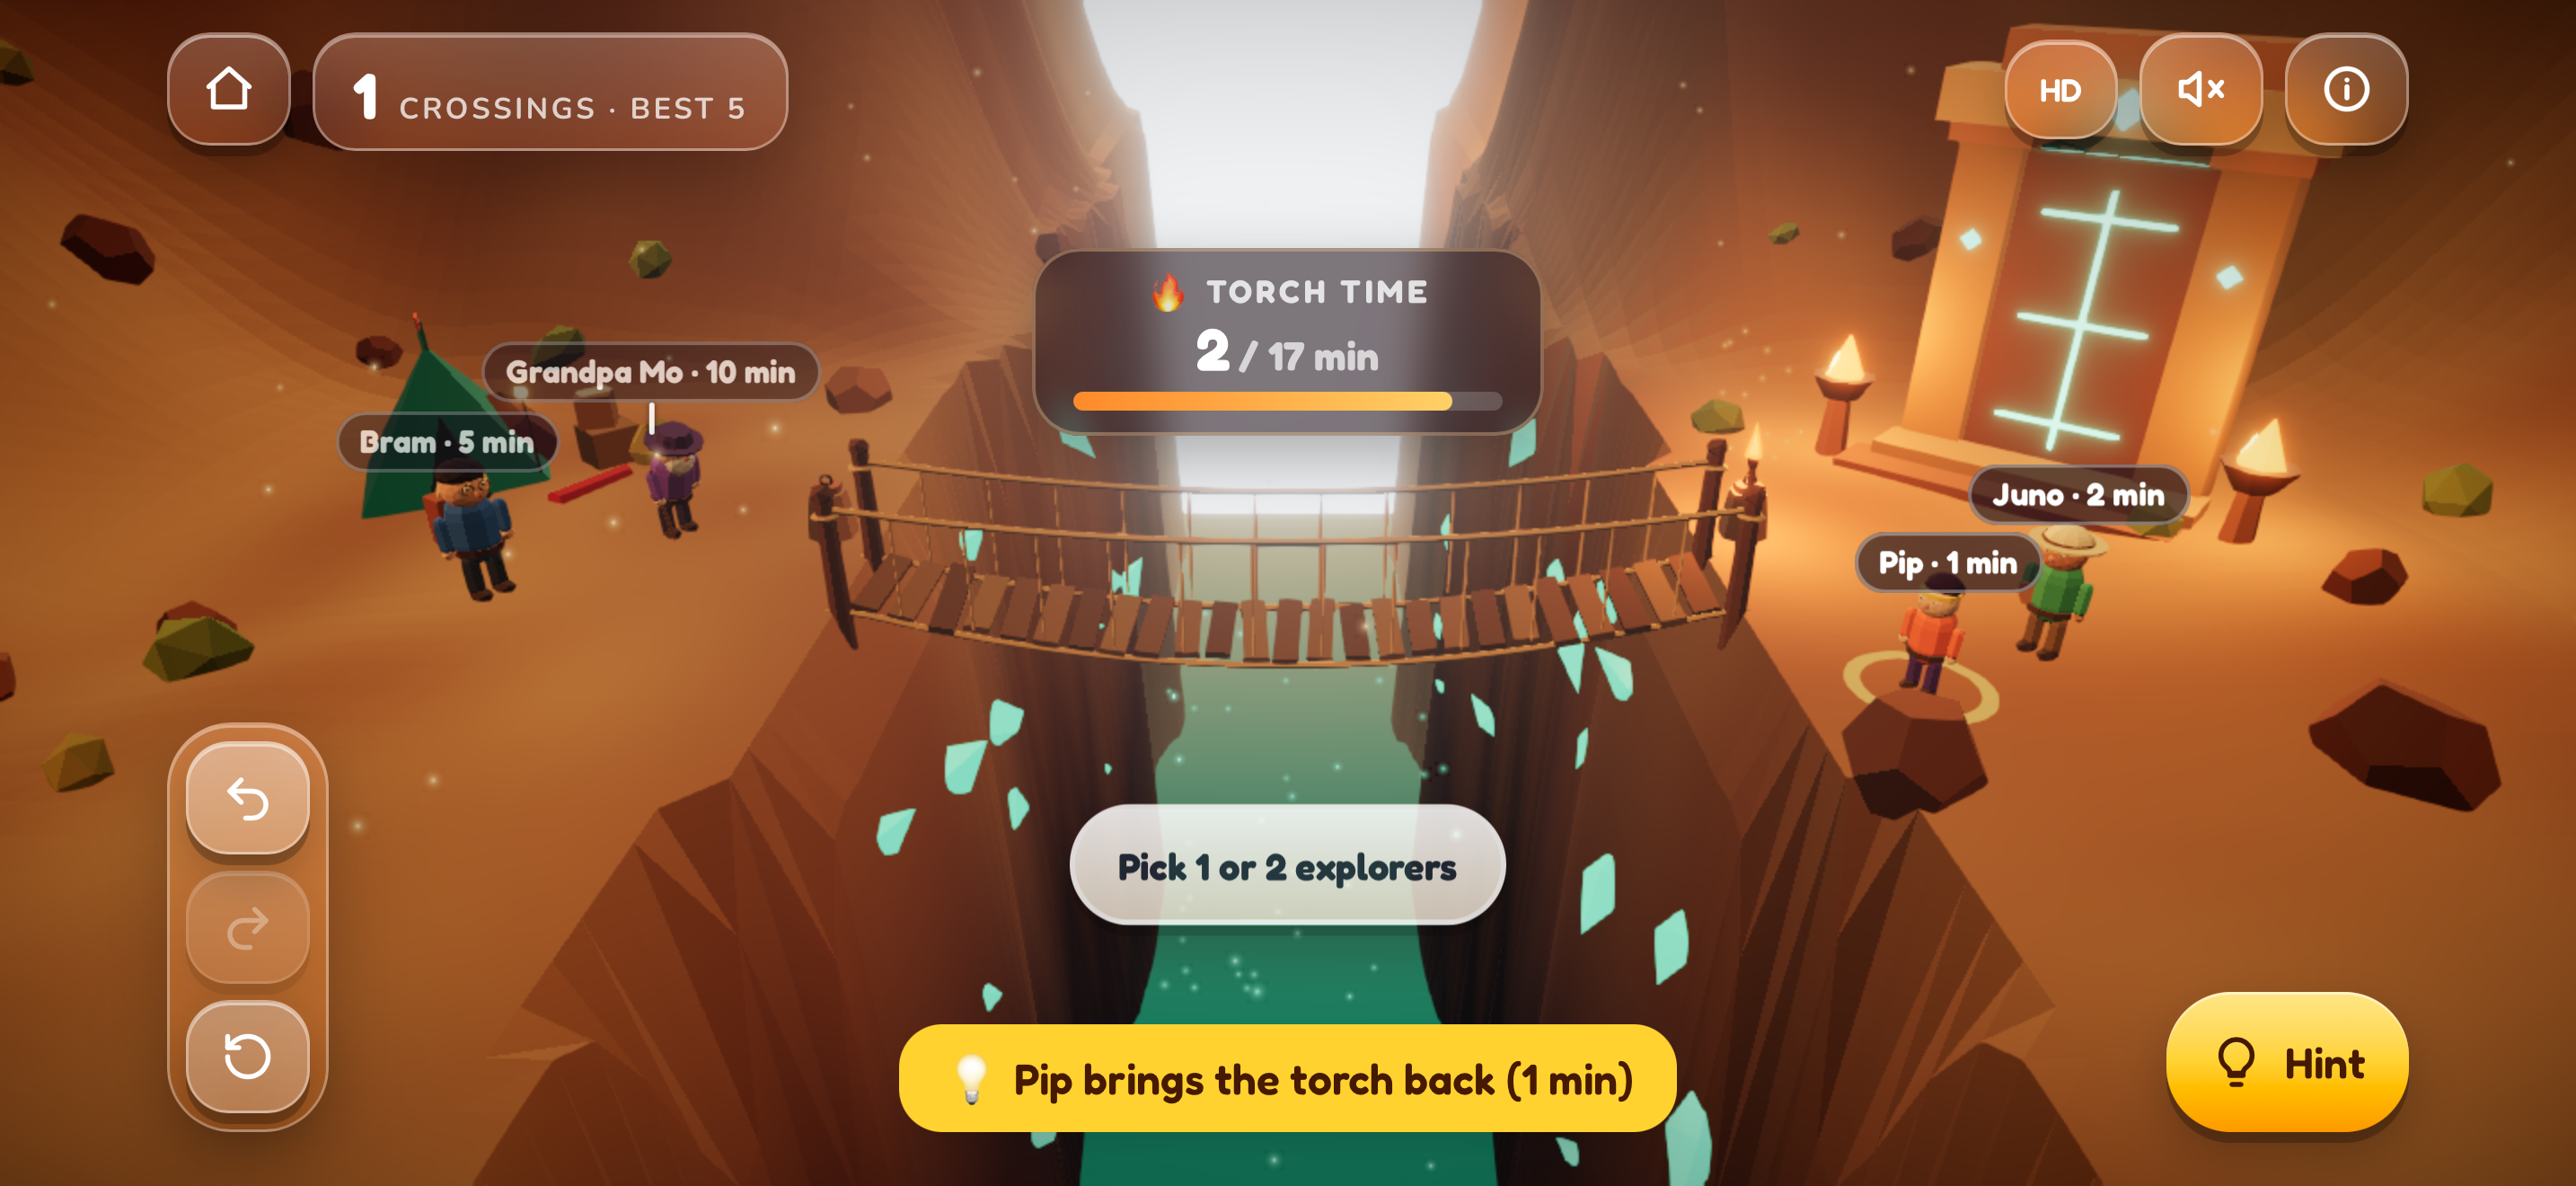 1 CROSSINGS · BEST 5
HD
TORCH TIME
2 / 17 min
Grandpa Mo · 10 min
Bram · 5 min
Juno · 2 min
Pip · 1 min
Pick 1 or 2 explorers
Pip brings the torch back (1 min)
Hint